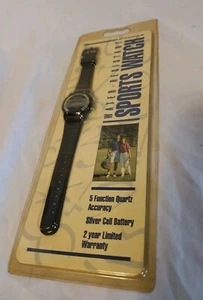 WATER-RESISTANT
SPORTS WATCH
5 Function Quartz
Accuracy
Silver Cell Battery
2 year Limited
Warranty